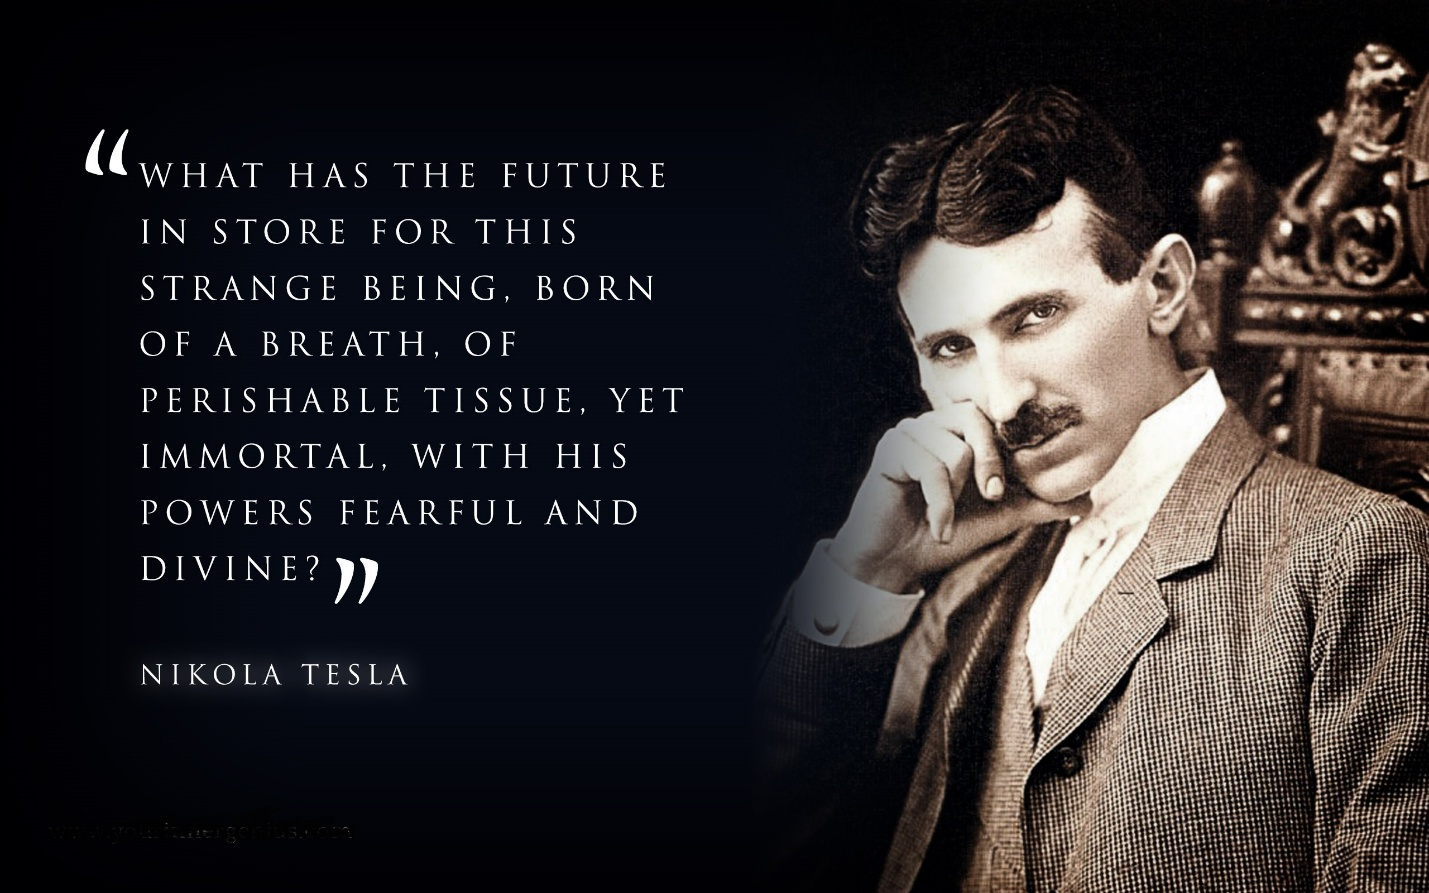 “WHAT HAS THE FUTURE
IN STORE FOR THIS
STRANGE BEING, BORN
OF A BREATH, OF
PERISHABLE TISSUE, YET
IMMORTAL, WITH HIS
POWERS FEARFUL AND
DIVINE?”
NIKOLA TESLA